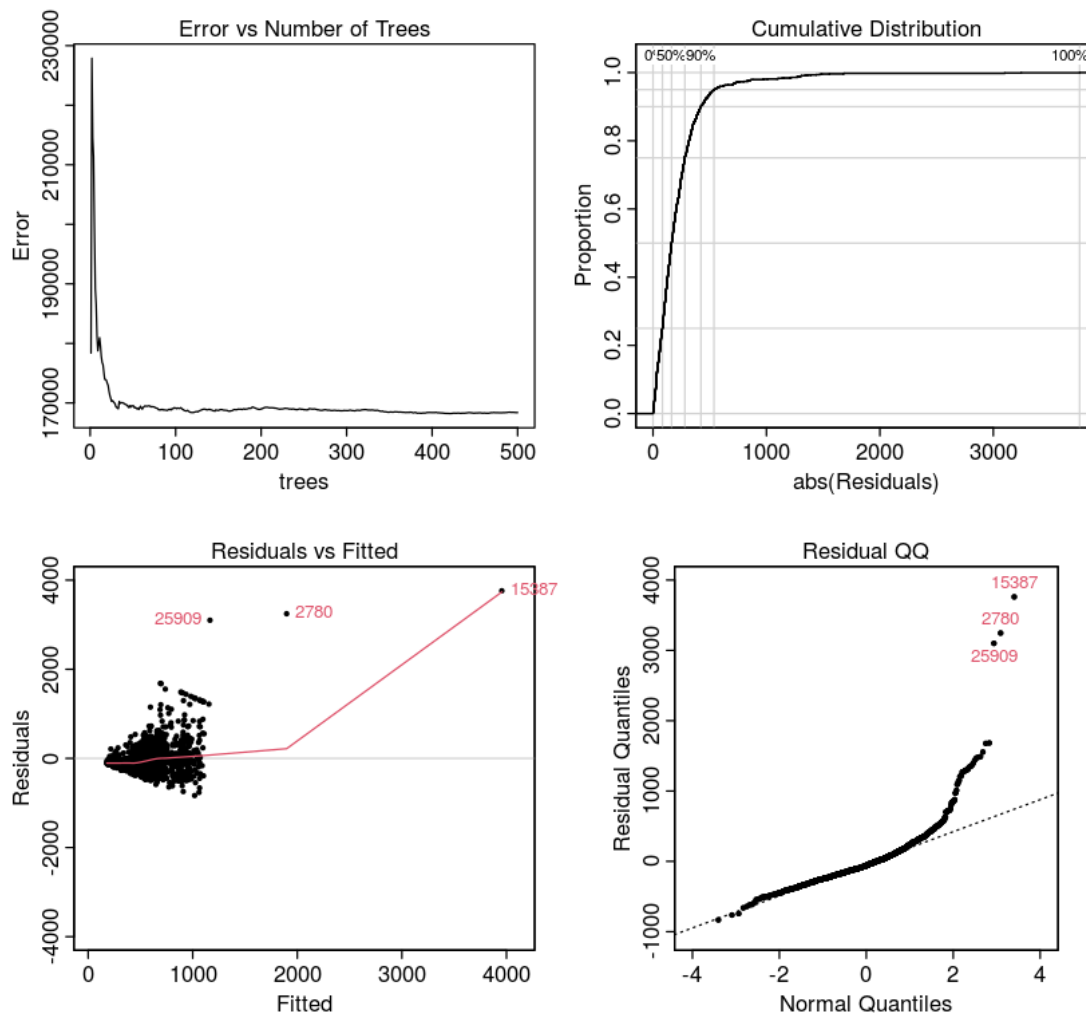 Error vs Number of Trees
230000
210000
190000
170000
Error
0 100 200 300 400 500
trees
Cumulative Distribution
50% 90% 100%
1.0
0.8
0.6
0.4
0.2
0.0
Proportion
0 1000 2000 3000
abs(Residuals)
Residuals vs Fitted
4000
2000
0
-2000
-4000
Residuals
25909
2780
15387
0 1000 2000 3000 4000
Fitted
Residual QQ
4000
3000
2000
1000
0
-1000
Residual Quantiles
15387
2780
25909
-4 -2 0 2 4
Normal Quantiles